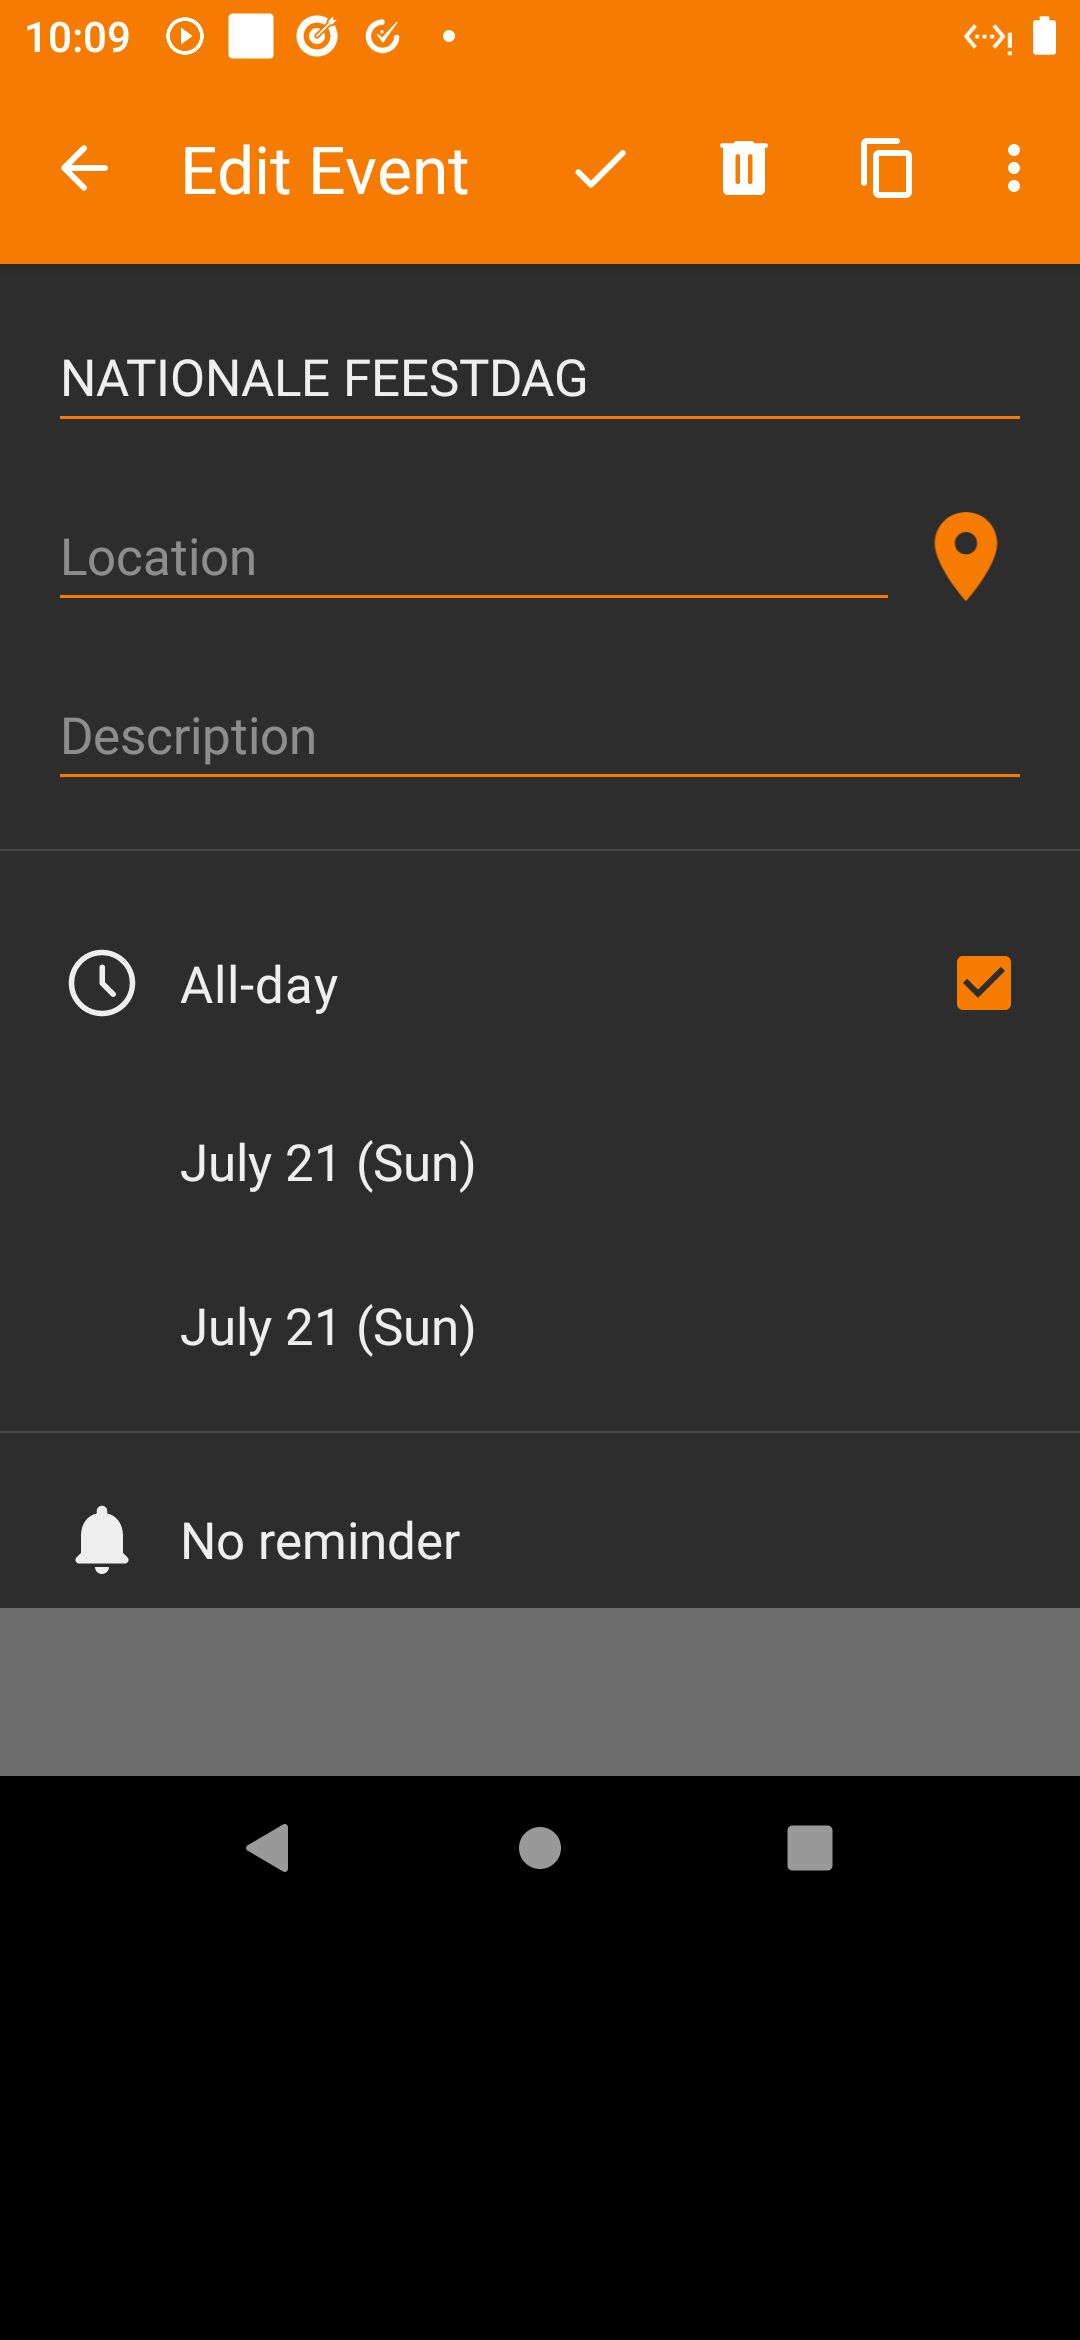 10:09
Edit Event
NATIONALE FEESTDAG
Location
Description
All-day
July 21 (Sun)
July 21 (Sun)
No reminder